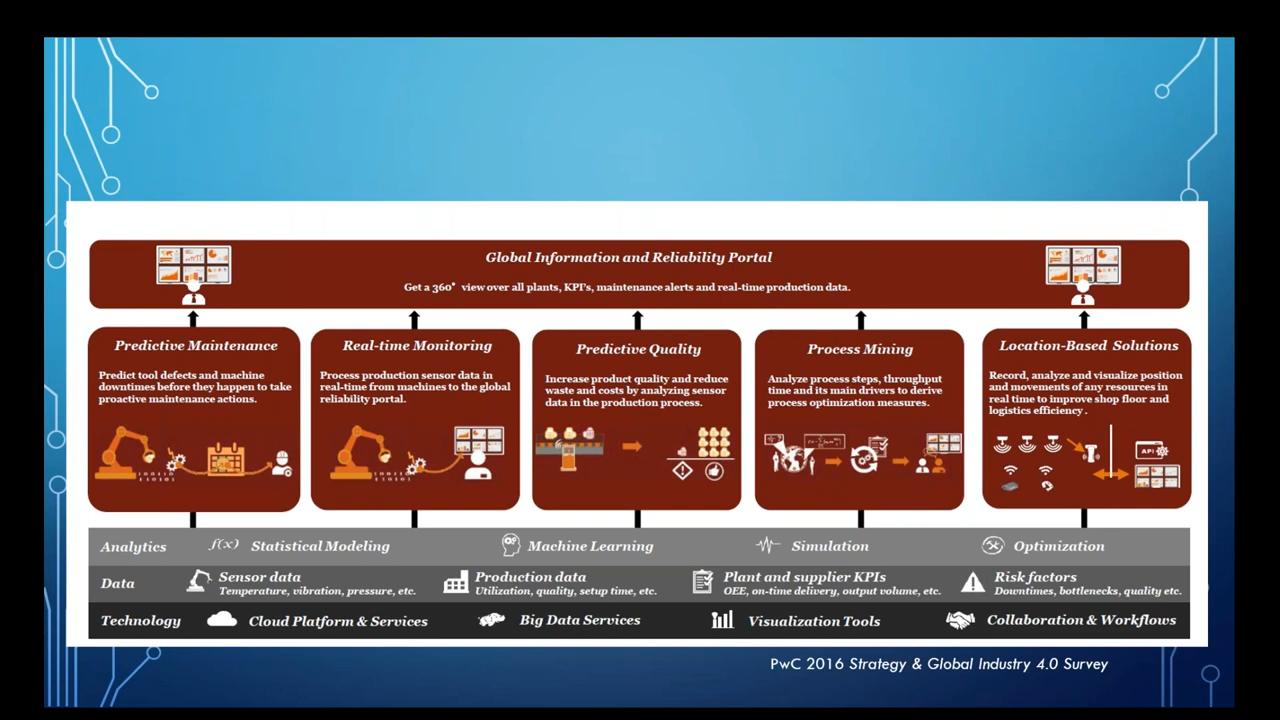 Global Information and Reliability Portal
Get a 360° view over all plants, KPI's, maintenance alerts and real-time production data.
Predictive Maintenance
Predict tool defects and machine
downtimes before they happen to take
proactive maintenance actions.
Real-time Monitoring
Process production sensor data in
real-time from machines to the global
reliability portal.
Predictive Quality
Increase product quality and reduce
waste and costs by analyzing sensor
data in the production process.
Process Mining
Analyze process steps, throughput
time and its main drivers to derive
process optimization measures.
Location-Based Solutions
Record, analyze and visualize position
and movements of any resources in
real time to improve shop floor and
logistics efficiency.
API
Analytics
f(x) Statistical Modeling
Machine Learning
Simulation
Optimization
Data
Sensor data
Temperature, vibration, pressure, etc.
Production data
Utilization, quality, setup time, etc.
Plant and supplier KPIs
OEE, on-time delivery, output volume, etc.
Risk factors
Downtimes, bottlenecks, quality etc.
Technology
Cloud Platform & Services
Big Data Services
Visualization Tools
Collaboration & Workflows
PwC 2016 Strategy & Global Industry 4.0 Survey